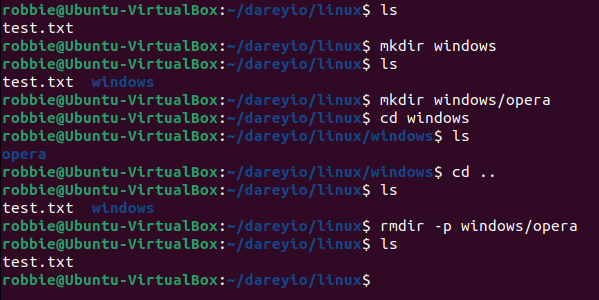 robbie@Ubuntu-VirtualBox:~/dareyio/linux$ ls
test.txt
robbie@Ubuntu-VirtualBox:~/dareyio/linux$ mkdir windows
robbie@Ubuntu-VirtualBox:~/dareyio/linux$ ls
test.txt  windows
robbie@Ubuntu-VirtualBox:~/dareyio/linux$ mkdir windows/opera
robbie@Ubuntu-VirtualBox:~/dareyio/linux$ cd windows
robbie@Ubuntu-VirtualBox:~/dareyio/linux/windows$ ls
opera
robbie@Ubuntu-VirtualBox:~/dareyio/linux/windows$ cd ..
robbie@Ubuntu-VirtualBox:~/dareyio/linux$ ls
test.txt  windows
robbie@Ubuntu-VirtualBox:~/dareyio/linux$ rmdir -p windows/opera
robbie@Ubuntu-VirtualBox:~/dareyio/linux$ ls
test.txt
robbie@Ubuntu-VirtualBox:~/dareyio/linux$